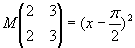 M(2 3
2 3) = (x - π/2)²